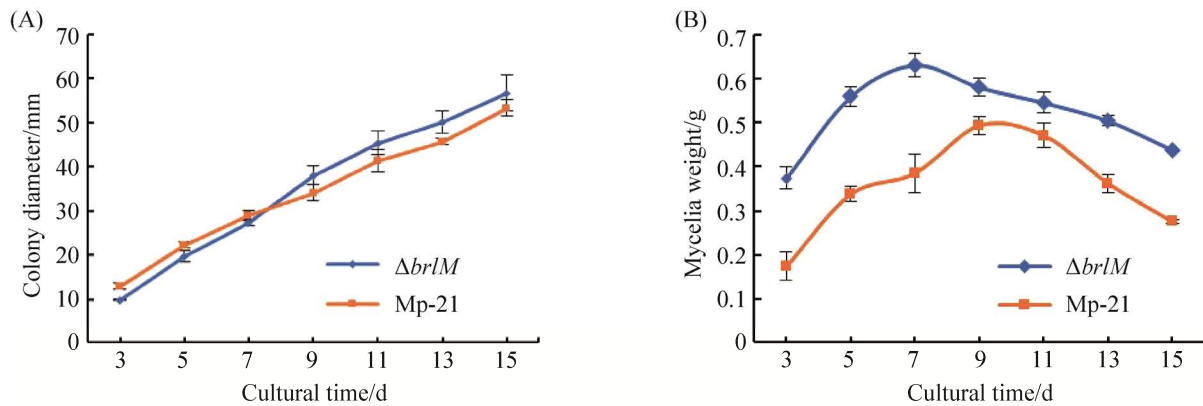 (A)
70
60
50
40
30
20
10
0
Colony diameter/mm
3 5 7 9 11 13 15
Cultural time/d
ΔbrlM
Mp-21
(B)
0.7
0.6
0.5
0.4
0.3
0.2
0.1
0
Mycelia weight/g
3 5 7 9 11 13 15
Cultural time/d
ΔbrlM
Mp-21